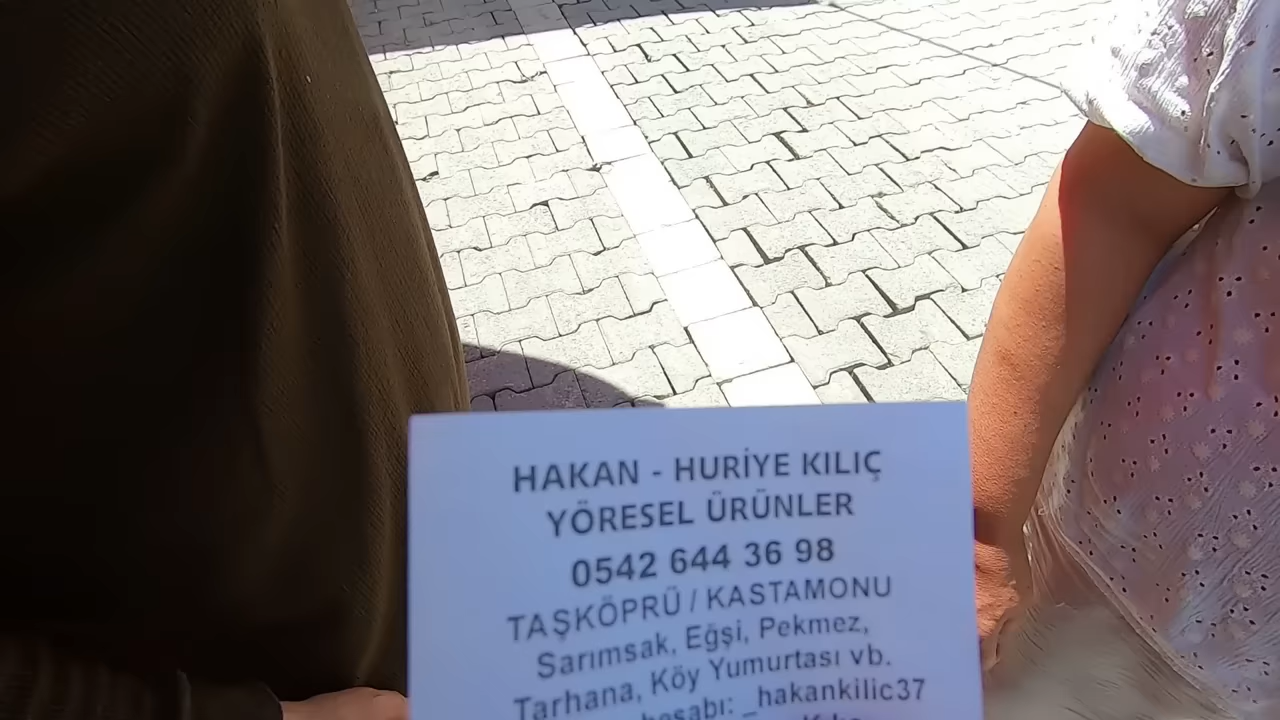 HAKAN - HURİYE KILIÇ
YÖRESEL ÜRÜNLER
0542 644 36 98
TAŞKÖPRÜ / KASTAMONU
Sarımsak, Eğşi, Pekmez,
Tarhana, Köy Yumurtası vb.
hesabı: _hakankilic37